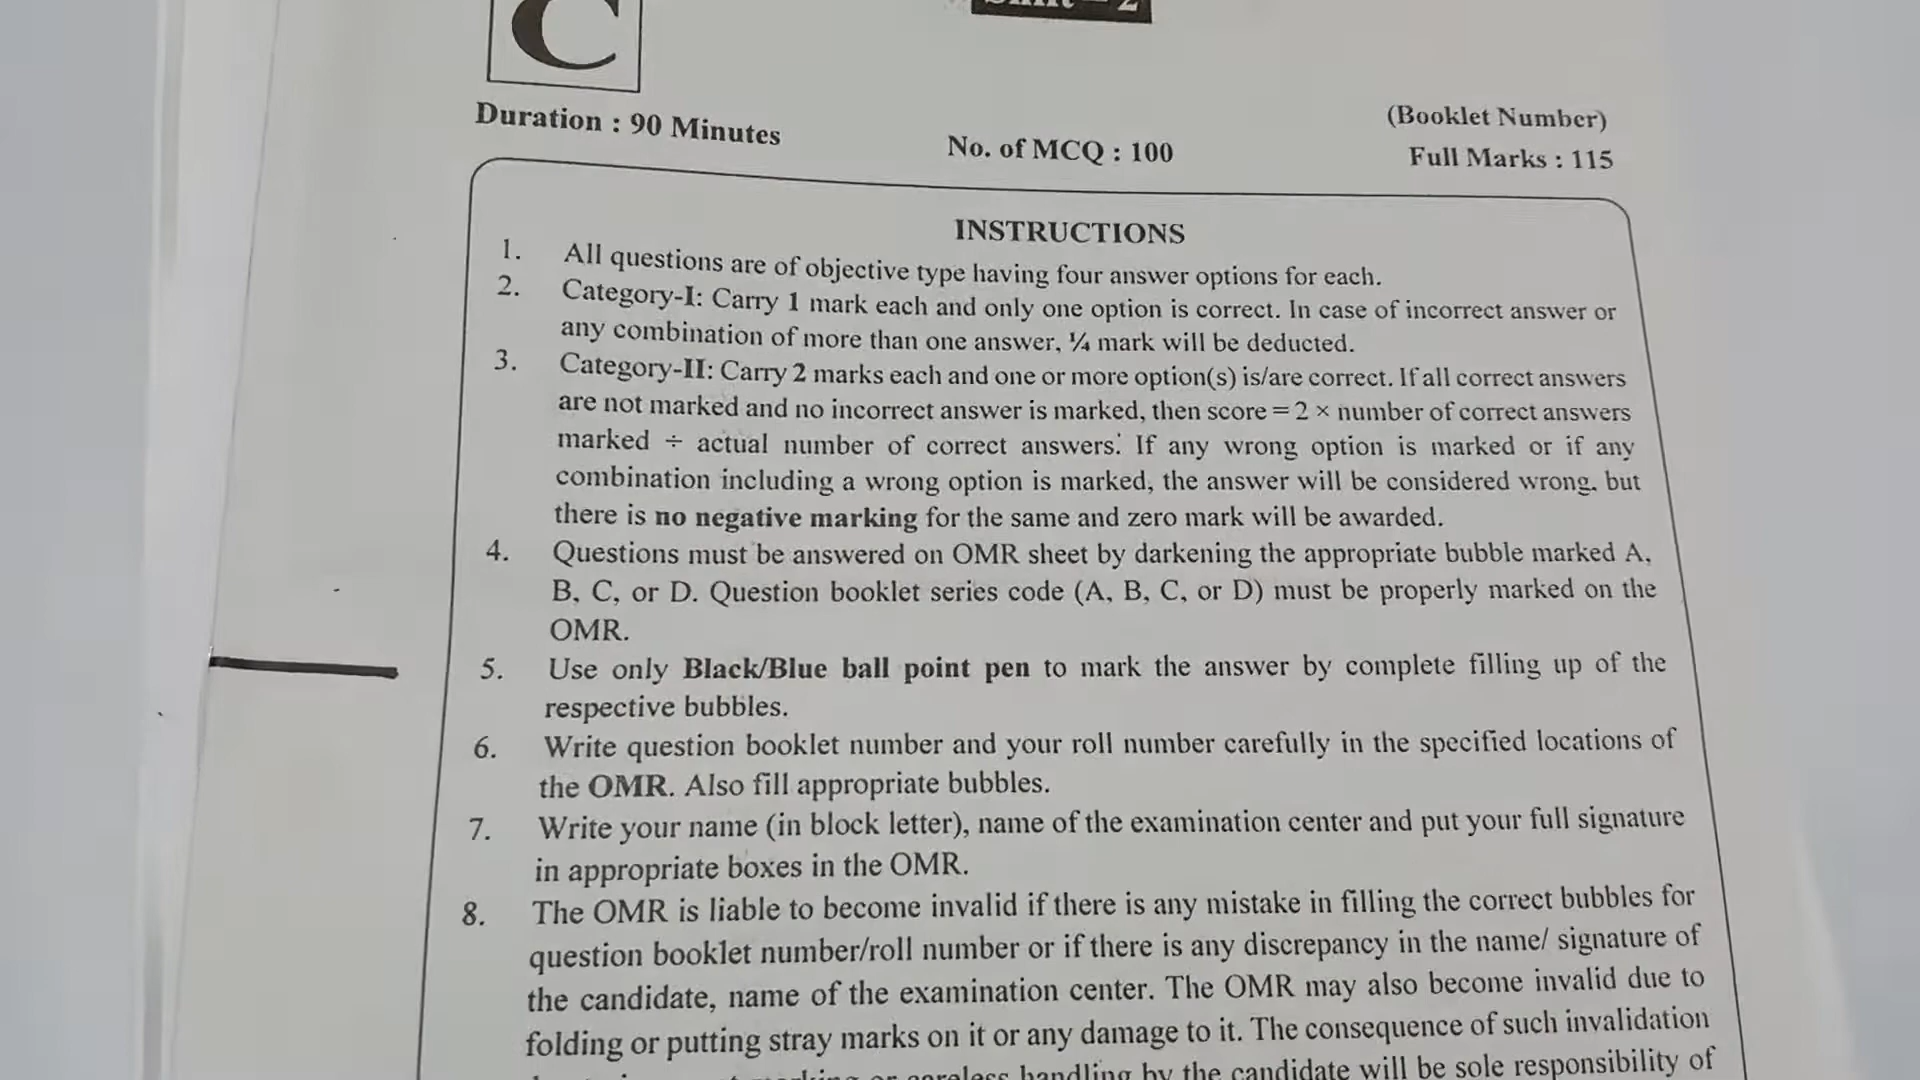 Shift – 2
C
Duration : 90 Minutes
No. of MCQ : 100
(Booklet Number)
Full Marks : 115
INSTRUCTIONS
1. All questions are of objective type having four answer options for each.
2. Category-I: Carry 1 mark each and only one option is correct. In case of incorrect answer or
any combination of more than one answer, ¼ mark will be deducted.
3. Category-II: Carry 2 marks each and one or more option(s) is/are correct. If all correct answers
are not marked and no incorrect answer is marked, then score = 2 × number of correct answers
marked ÷ actual number of correct answers. If any wrong option is marked or if any
combination including a wrong option is marked, the answer will be considered wrong, but
there is no negative marking for the same and zero mark will be awarded.
4. Questions must be answered on OMR sheet by darkening the appropriate bubble marked A,
B, C, or D. Question booklet series code (A, B, C, or D) must be properly marked on the
OMR.
5. Use only Black/Blue ball point pen to mark the answer by complete filling up of the
respective bubbles.
6. Write question booklet number and your roll number carefully in the specified locations of
the OMR. Also fill appropriate bubbles.
7. Write your name (in block letter), name of the examination center and put your full signature
in appropriate boxes in the OMR.
8. The OMR is liable to become invalid if there is any mistake in filling the correct bubbles for
question booklet number/roll number or if there is any discrepancy in the name/ signature of
the candidate, name of the examination center. The OMR may also become invalid due to
folding or putting stray marks on it or any damage to it. The consequence of such invalidation
or careless handling by the candidate will be sole responsibility of